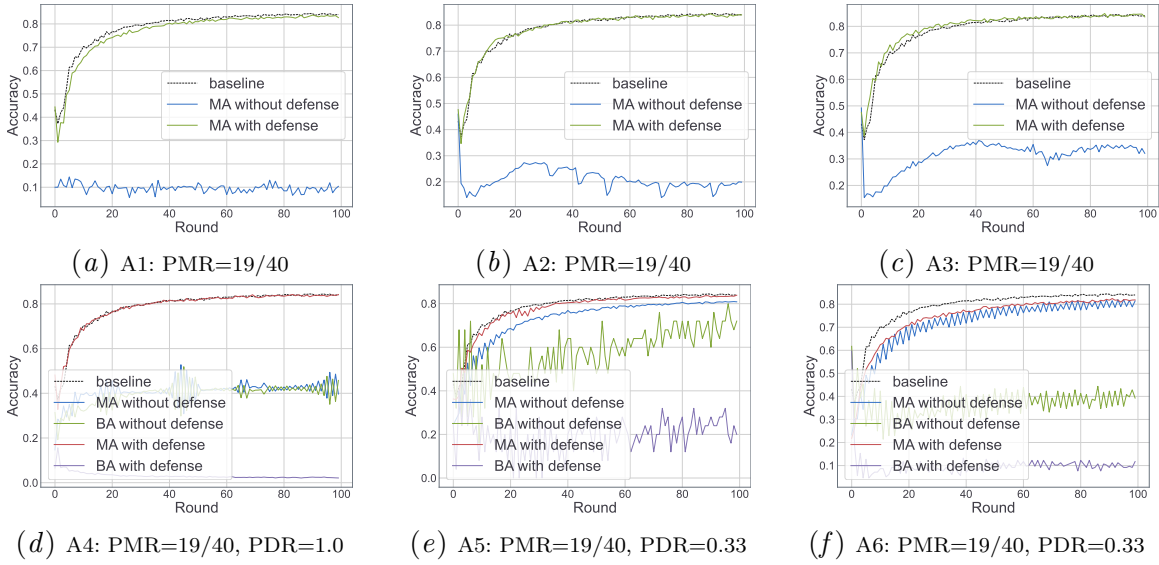 Accuracy
0.8
0.7
0.6
0.5
0.4
0.3
0.2
0.1
baseline
MA without defense
MA with defense
0 20 40 60 80 100
Round
(a) A1: PMR=19/40
Accuracy
0.8
0.7
0.6
0.5
0.4
0.3
0.2
baseline
MA without defense
MA with defense
0 20 40 60 80 100
Round
(b) A2: PMR=19/40
Accuracy
0.8
0.7
0.6
0.5
0.4
0.3
0.2
baseline
MA without defense
MA with defense
0 20 40 60 80 100
Round
(c) A3: PMR=19/40
Accuracy
0.8
0.6
0.4
0.2
0.0
baseline
MA without defense
BA without defense
MA with defense
BA with defense
0 20 40 60 80 100
Round
(d) A4: PMR=19/40, PDR=1.0
Accuracy
0.8
0.6
0.4
0.2
0.0
baseline
MA without defense
BA without defense
MA with defense
BA with defense
0 20 40 60 80 100
Round
(e) A5: PMR=19/40, PDR=0.33
Accuracy
0.8
0.7
0.6
0.5
0.4
0.3
0.2
0.1
baseline
MA without defense
BA without defense
MA with defense
BA with defense
0 20 40 60 80 100
Round
(f) A6: PMR=19/40, PDR=0.33